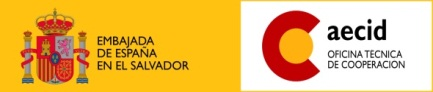 EMBAJADA
DE ESPAÑA
EN EL SALVADOR
aecid
OFICINA TECNICA
DE COOPERACION